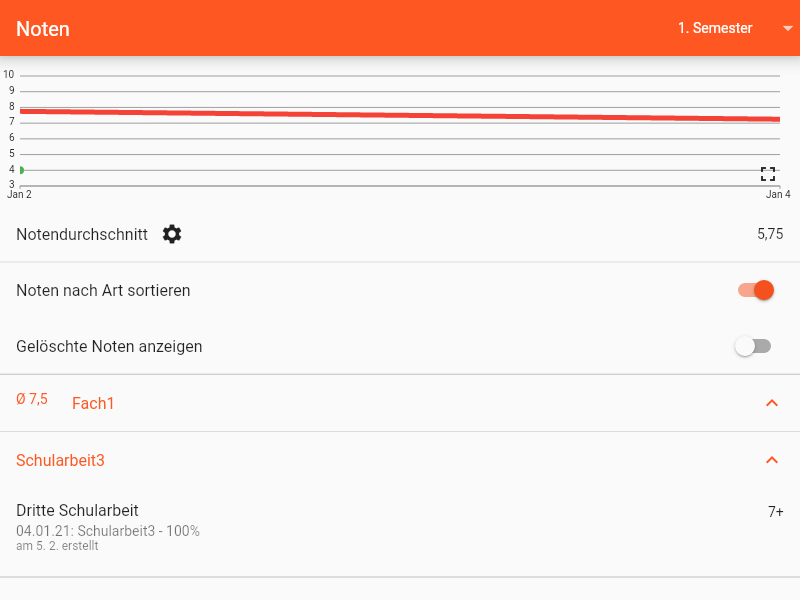 Noten
1. Semester
10
9
8
7
6
5
4
3
Jan 2
Jan 4
Notendurchschnitt
5,75
Noten nach Art sortieren
Gelöschte Noten anzeigen
Ø 7,5
Fach1
Schularbeit3
Dritte Schularbeit
7+
04.01.21: Schularbeit3 - 100%
am 5. 2. erstellt